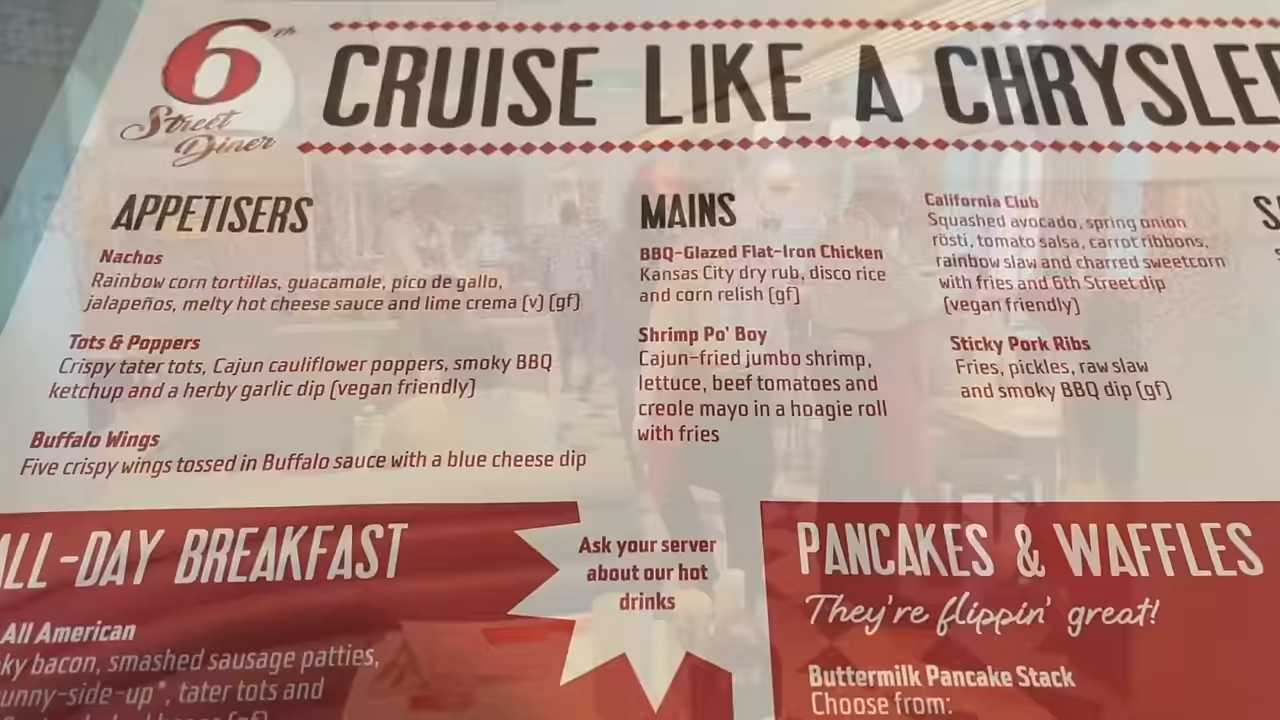 6th
Street
Diner
CRUISE LIKE A CHRYSLER
APPETISERS
Nachos
Rainbow corn tortillas, guacamole, pico de gallo,
jalapeños, melty hot cheese sauce and lime crema (v) (gf)
Tots & Poppers
Crispy tater tots, Cajun cauliflower poppers, smoky BBQ
ketchup and a herby garlic dip (vegan friendly)
Buffalo Wings
Five crispy wings tossed in Buffalo sauce with a blue cheese dip
MAINS
BBQ-Glazed Flat-Iron Chicken
Kansas City dry rub, disco rice
and corn relish (gf)
Shrimp Po' Boy
Cajun-fried jumbo shrimp,
lettuce, beef tomatoes and
creole mayo in a hoagie roll
with fries
California Club
Squashed avocado, spring onion
rösti, tomato salsa, carrot ribbons,
rainbow slaw and charred sweetcorn
with fries and 6th Street dip
(vegan friendly)
Sticky Pork Ribs
Fries, pickles, raw slaw
and smoky BBQ dip (gf)
ALL-DAY BREAKFAST
All American
ky bacon, smashed sausage patties,
unny-side-up*, tater tots and
Ask your server
about our hot
drinks
PANCAKES & WAFFLES
They're flippin' great!
Buttermilk Pancake Stack
Choose from: